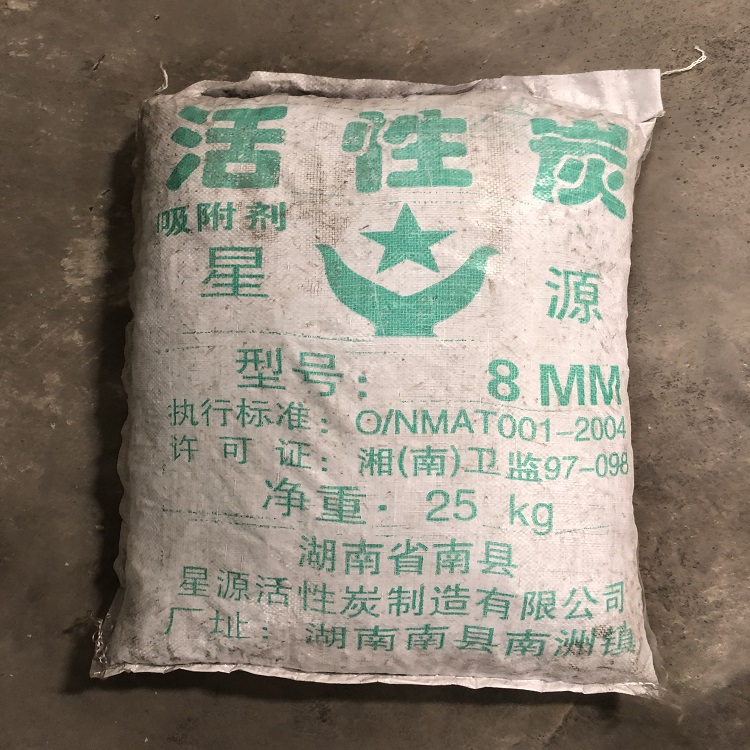 活性炭
吸附剂
星 源
型号： 8 MM
执行标准：O/NMAT001-2004
许可证：湘(南)卫监97-098
净重· 25 kg
湖南省南县
星源活性炭制造有限公司
厂址：湖南南县南洲镇